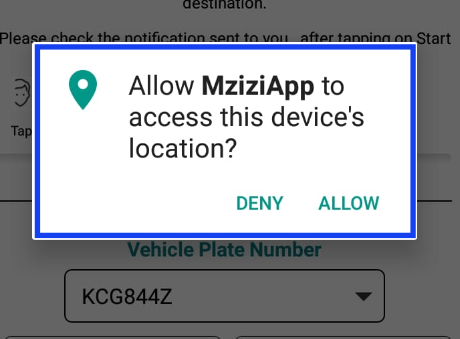 destination.
Please check the notification sent to you after tapping on Start
Tap
Allow MziziApp to
access this device's
location?
DENY ALLOW
Vehicle Plate Number
KCG844Z